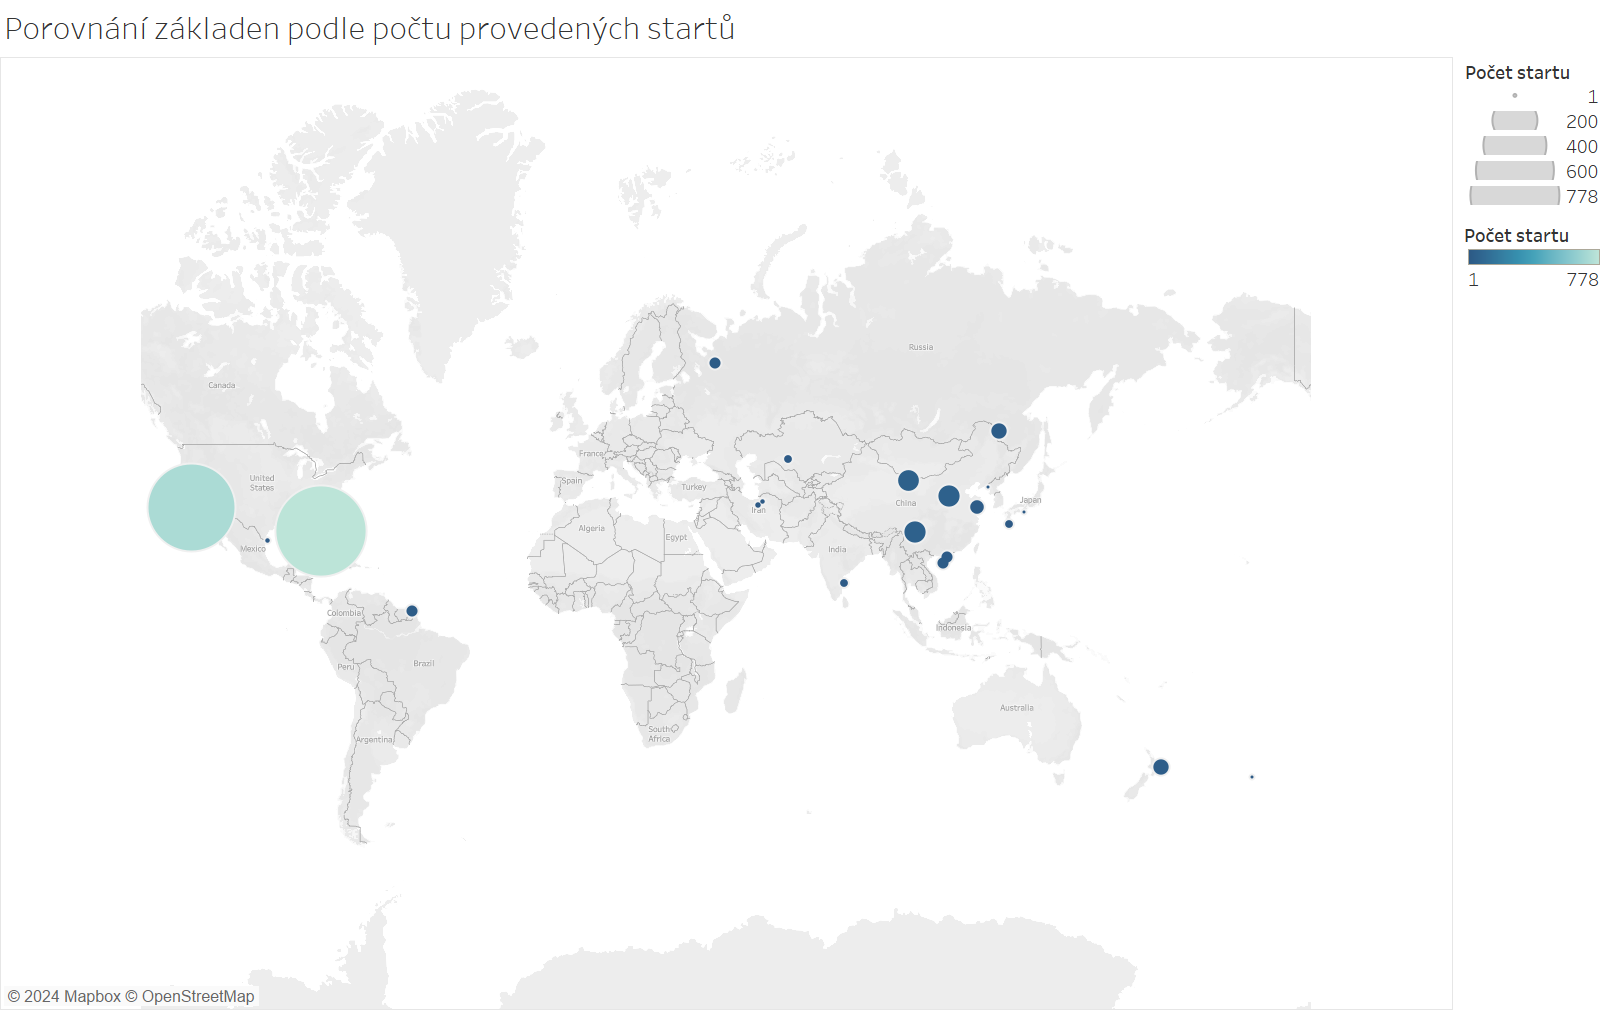 Porovnání základen podle počtu provedených startů
Počet startu
1
200
400
600
778
Počet startu
1 778
Russia
Canada
United
States
France
Spain
Turkey
Iran
China
Japan
Algeria
Egypt
India
Mexico
Colombia
Indonesia
Peru
Brazil
Australia
South
Africa
Argentina
© 2024 Mapbox © OpenStreetMap